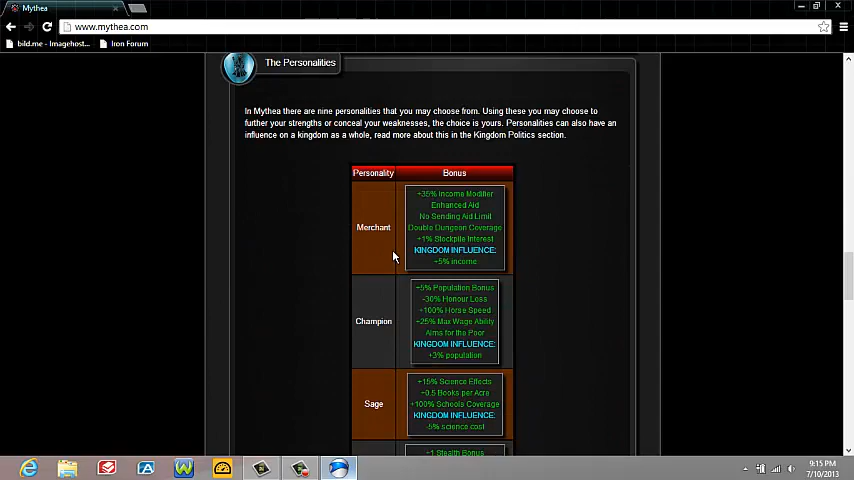 Mythea
www.mythea.com
bild.me - Imagehost...
Iron Forum
The Personalities
In Mythea there are nine personalities that you may choose from. Using these you may choose to
further your strengths or conceal your weaknesses, the choice is yours. Personalities can also have an
influence on a kingdom as a whole, read more about this in the Kingdom Politics section.
Personality
Bonus
Merchant
+35% Income Modifier
Enhanced Aid
No Sending Aid Limit
Double Dungeon Coverage
+1% Stockpile Interest
KINGDOM INFLUENCE:
+5% income
Champion
+5% Population Bonus
-30% Honour Loss
+100% Horse Speed
+25% Max Wage Ability
Alms for the Poor
KINGDOM INFLUENCE:
+3% population
Sage
+15% Science Effects
+0.5 Books per Acre
+100% Schools Coverage
KINGDOM INFLUENCE:
-5% science cost
+1 Stealth Bonus
9:15 PM
7/10/2013